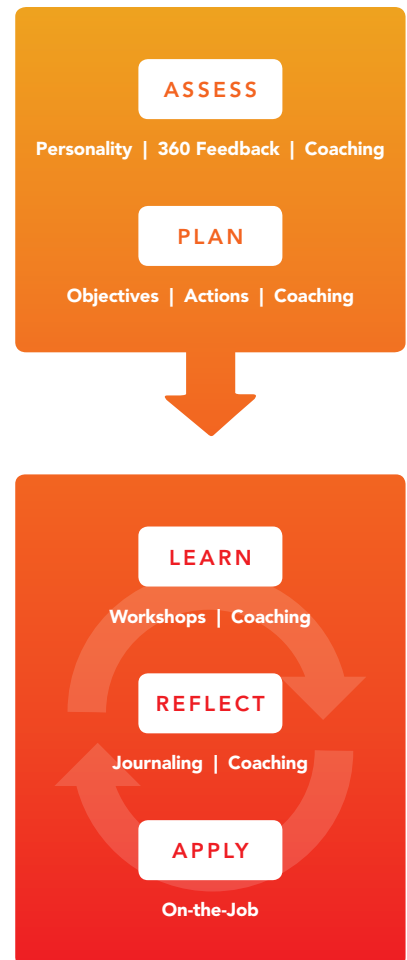 ASSESS
Personality | 360 Feedback | Coaching
PLAN
Objectives | Actions | Coaching
LEARN
Workshops | Coaching
REFLECT
Journaling | Coaching
APPLY
On-the-Job